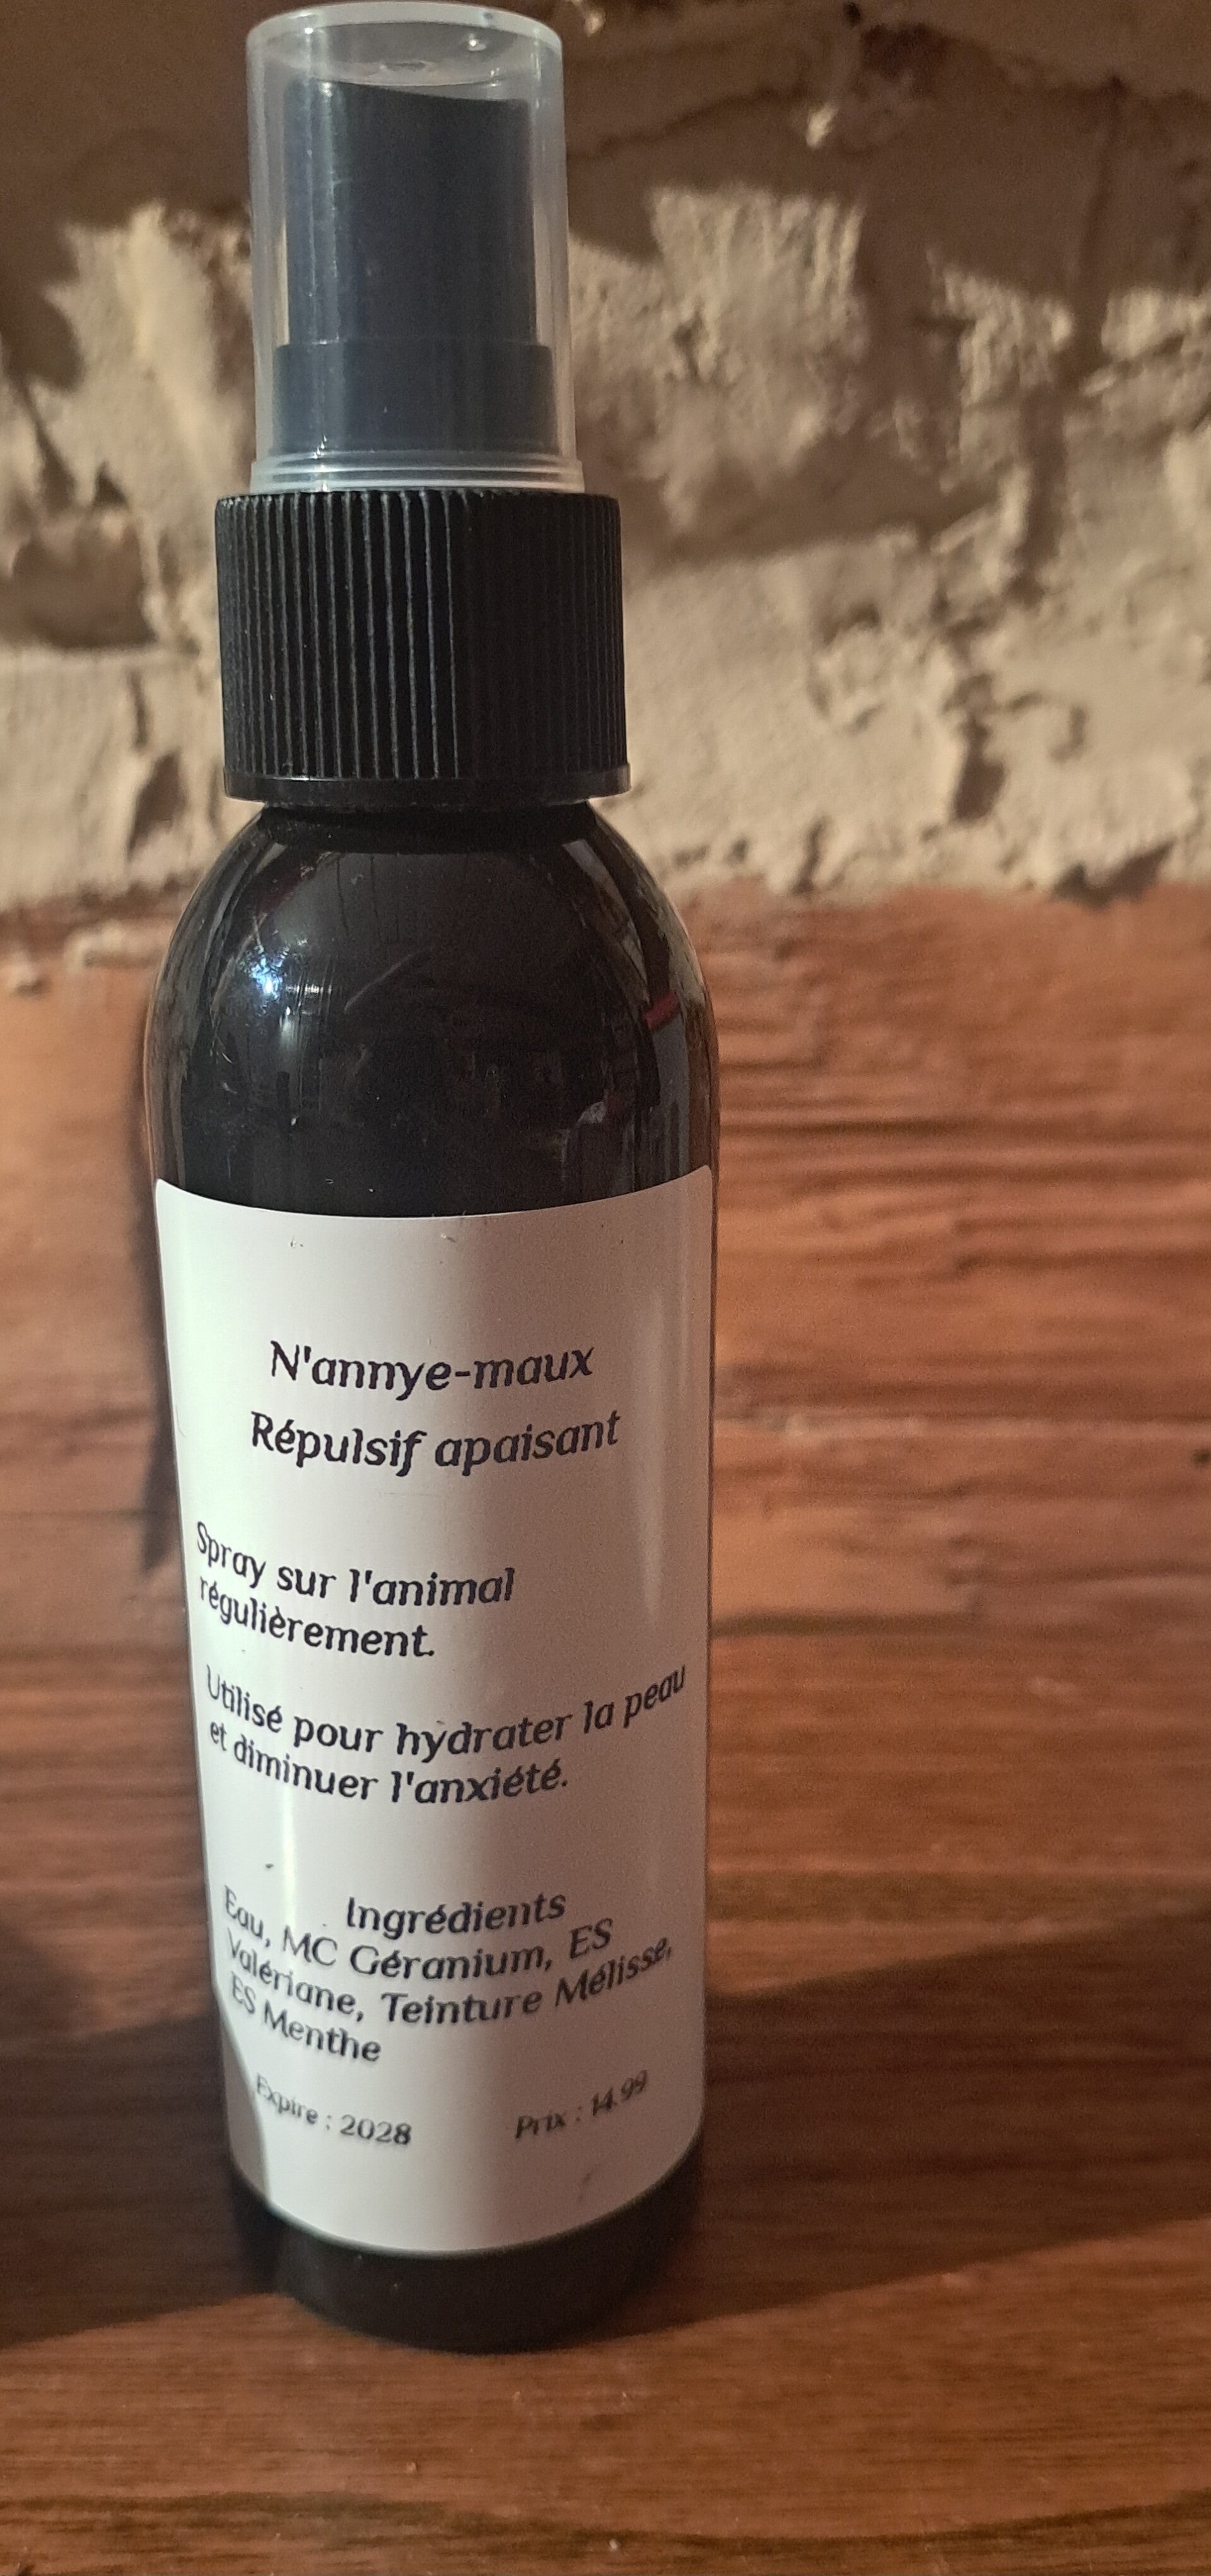 N'annye-maux
Répulsif apaisant
Spray sur l'animal
régulièrement.
Utilisé pour hydrater la peau
et diminuer l'anxiété.
Ingrédients
Eau, MC Géranium, ES
Valériane, Teinture Mélisse,
ES Menthe
Expire : 2028 Prix : 14.99